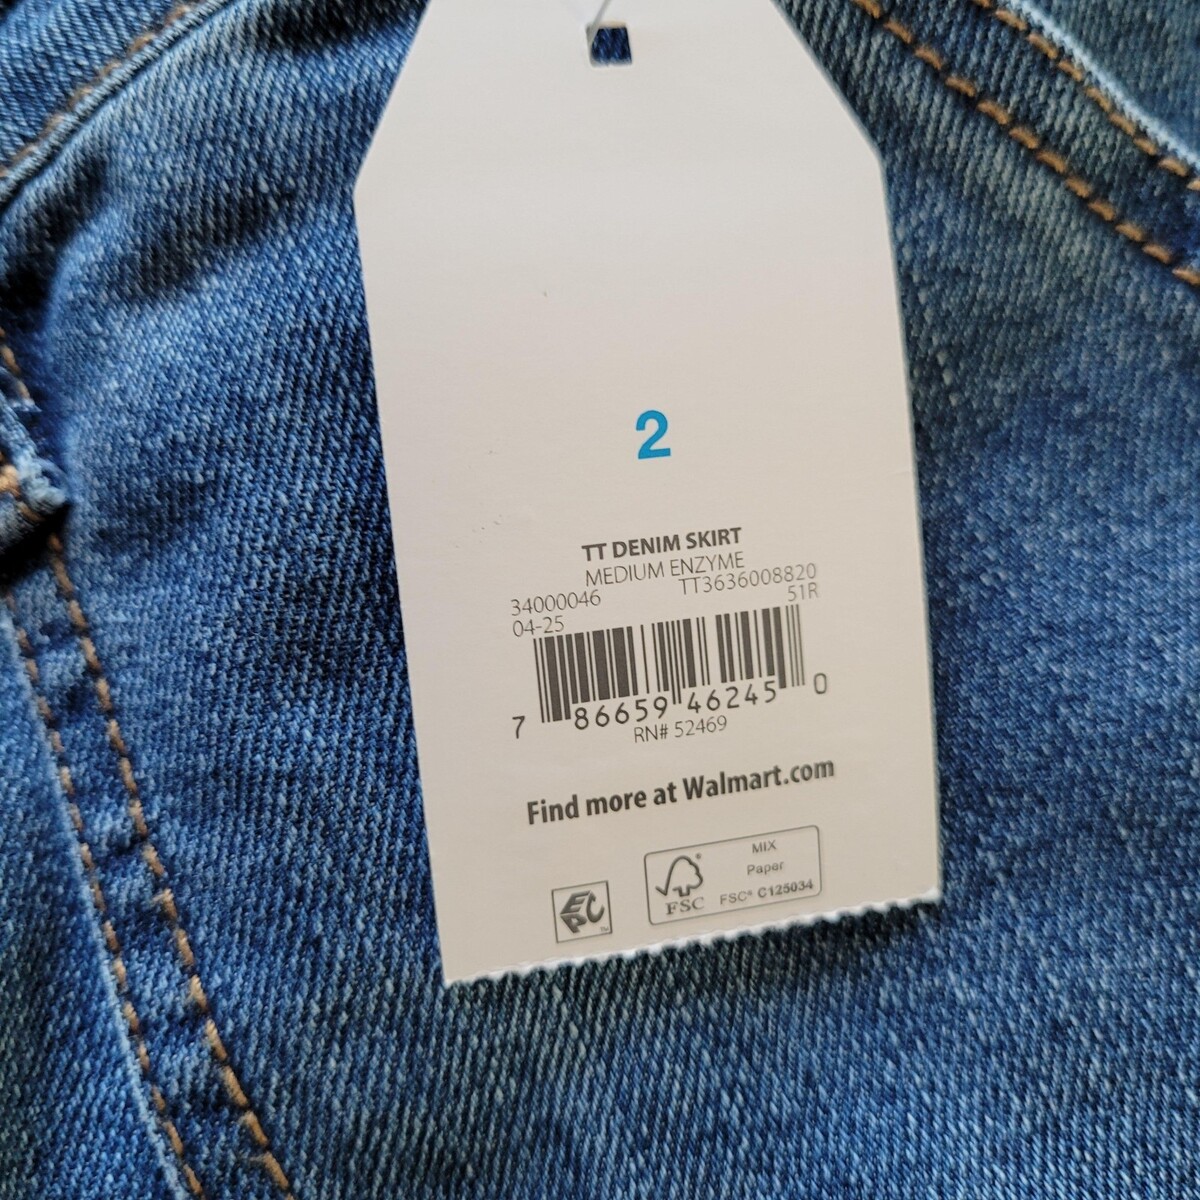 2
TT DENIM SKIRT
MEDIUM ENZYME
34000046 TT3636008820
04-25 51R
7 86659 46245 0
RN# 52469
Find more at Walmart.com
EPC™
FSC®
MIX
Paper
FSC® C125034